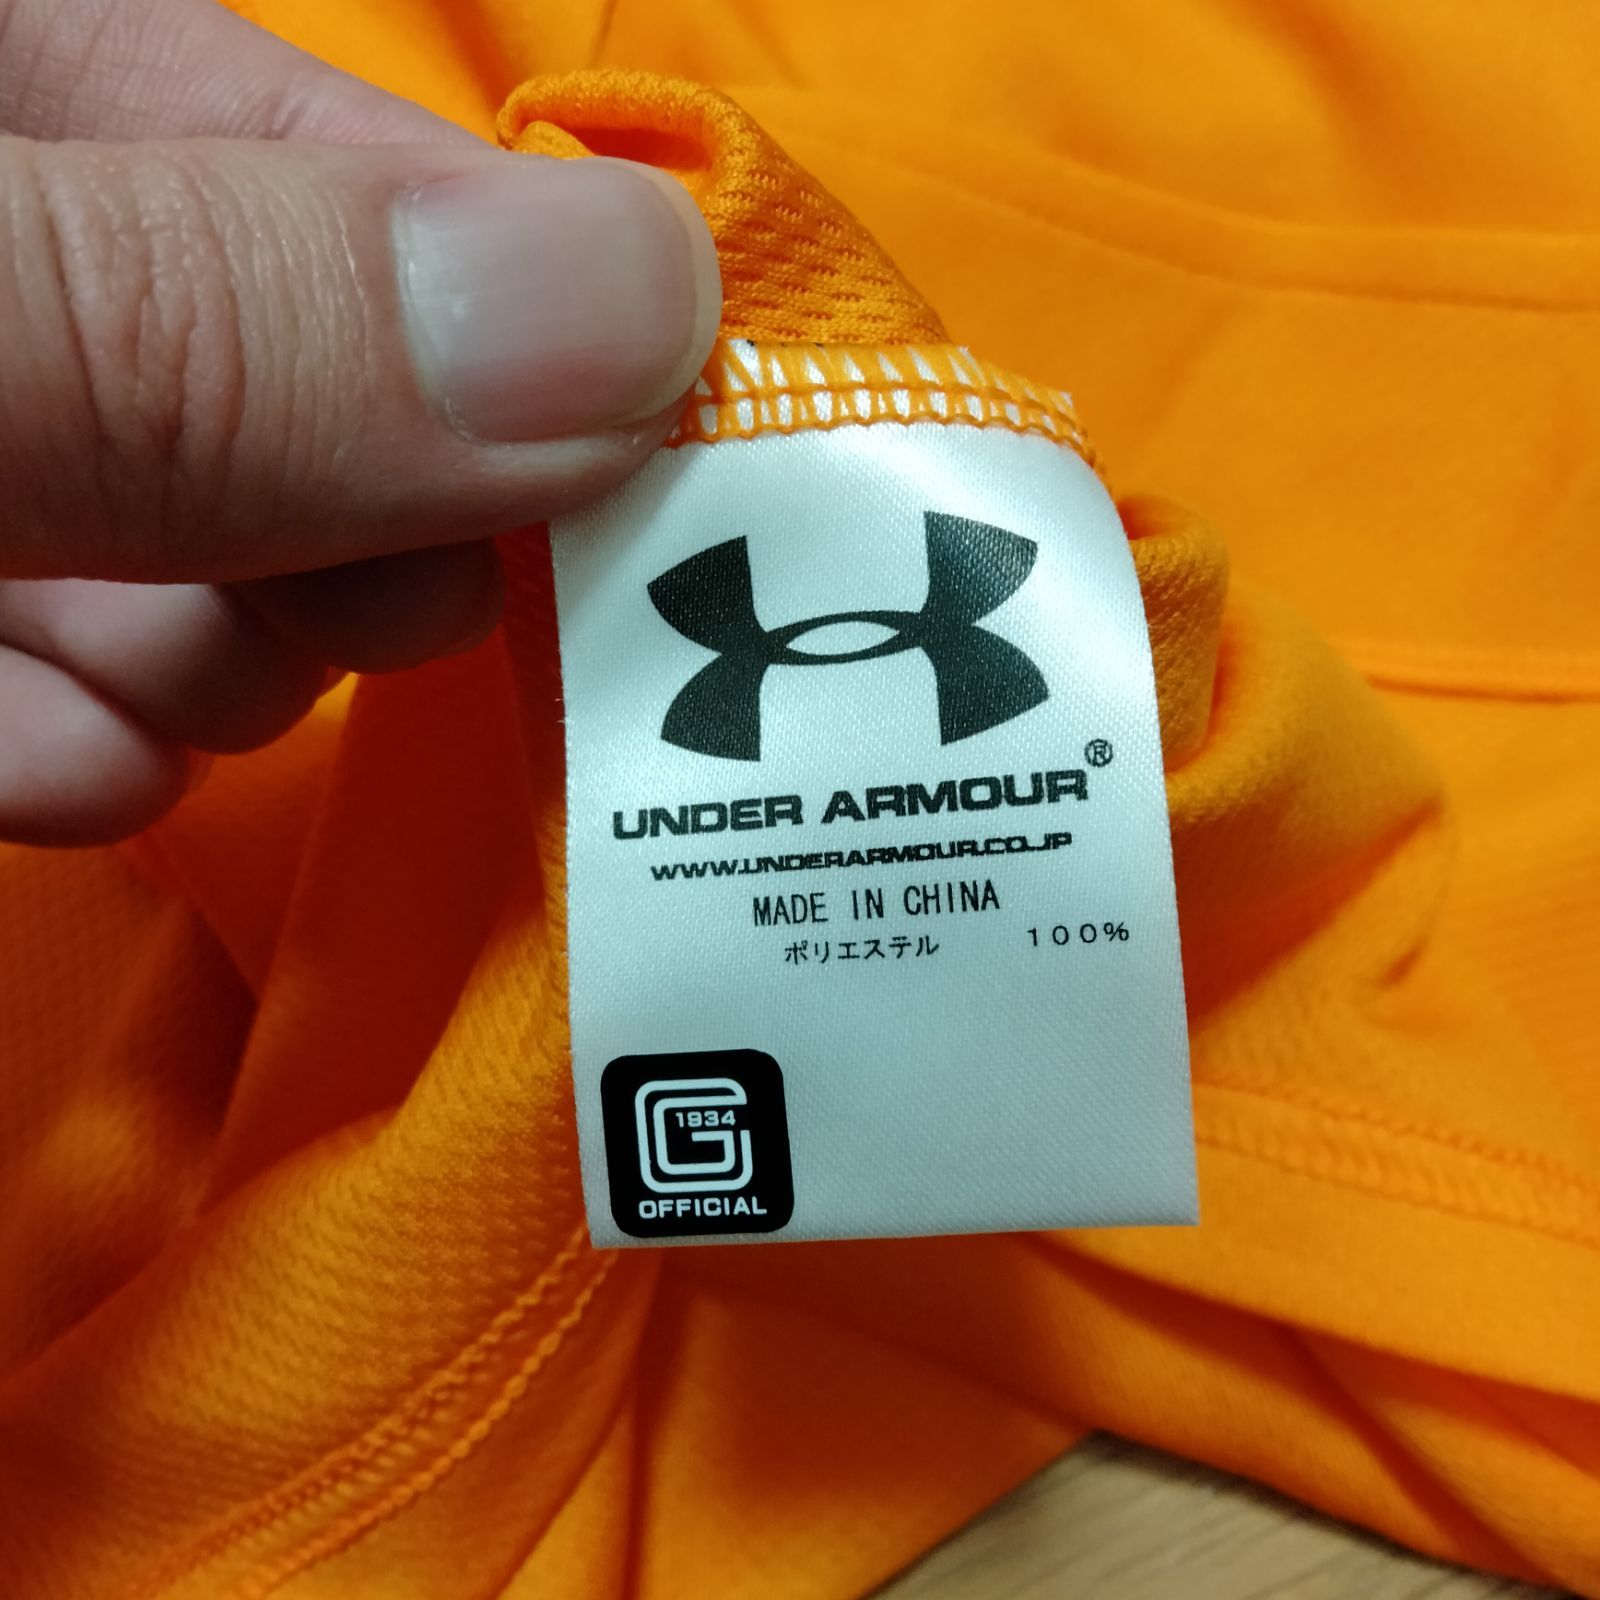 UNDER ARMOUR®
WWW.UNDERARMOUR.CO.JP
MADE IN CHINA
ポリエステル 100%
1934
G
OFFICIAL